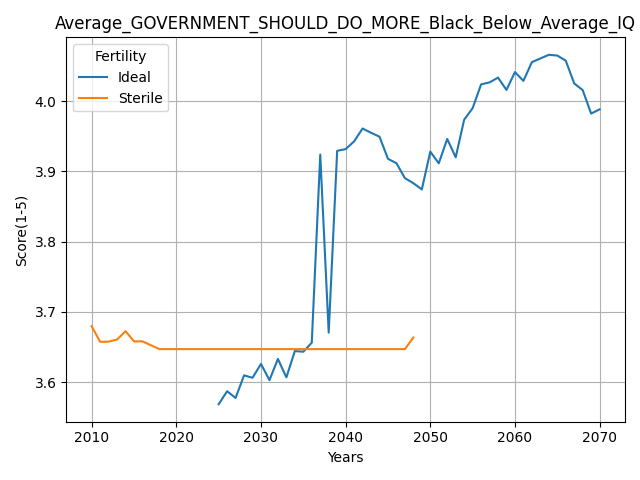 Average_GOVERNMENT_SHOULD_DO_MORE_Black_Below_Average_IQ
Fertility
Ideal
Sterile
4.0
3.9
3.8
3.7
3.6
Score(1-5)
2010 2020 2030 2040 2050 2060 2070
Years